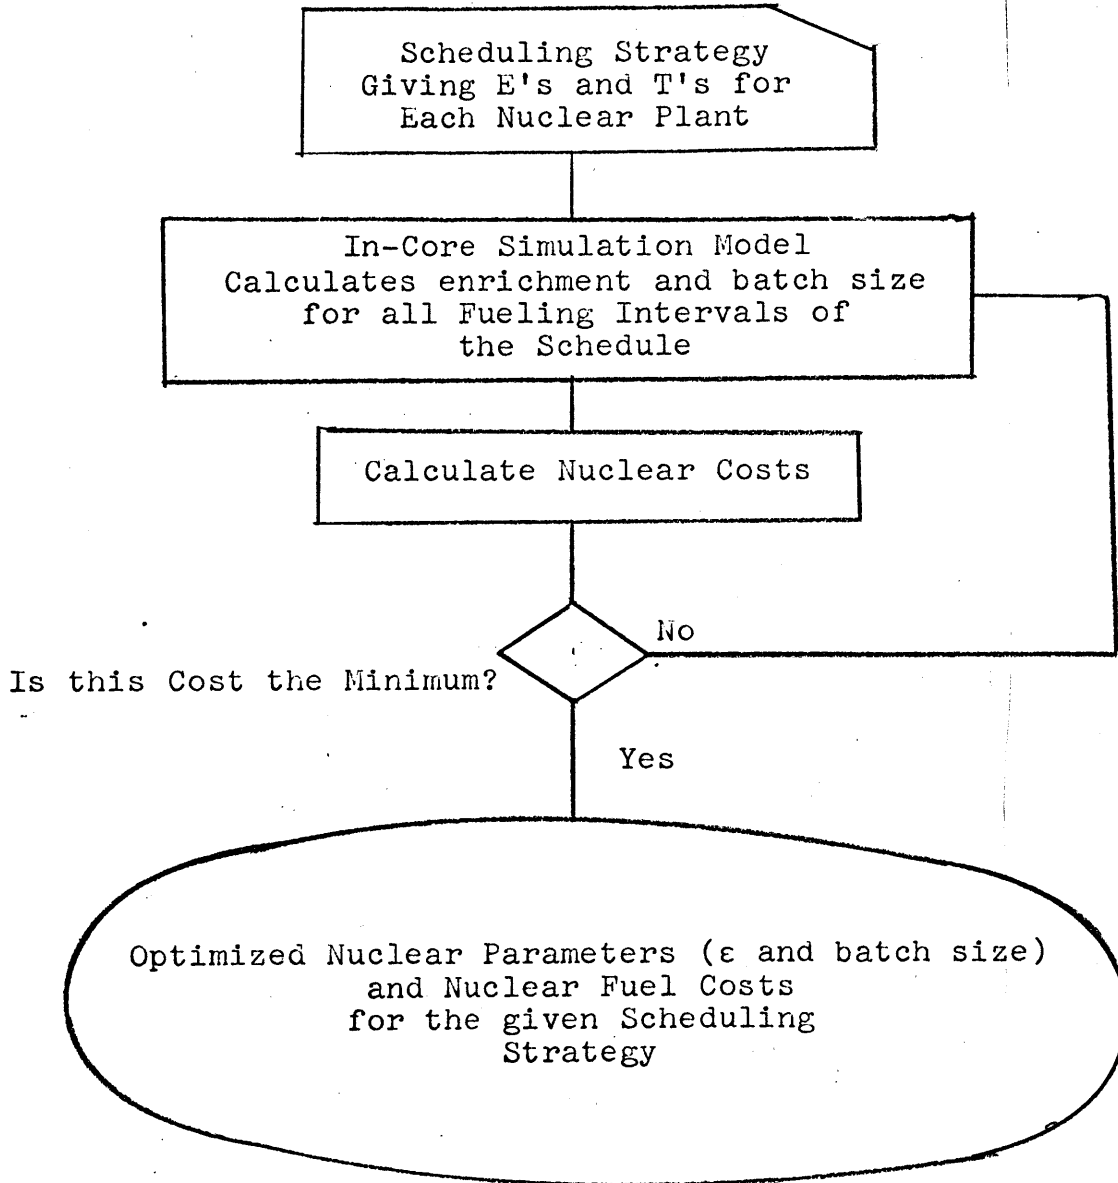 Scheduling Strategy
Giving E's and T's for
Each Nuclear Plant
In-Core Simulation Model
Calculates enrichment and batch size
for all Fueling Intervals of
the Schedule
Calculate Nuclear Costs
No
Is this Cost the Minimum?
Yes
Optimized Nuclear Parameters (ε and batch size)
and Nuclear Fuel Costs
for the given Scheduling
Strategy